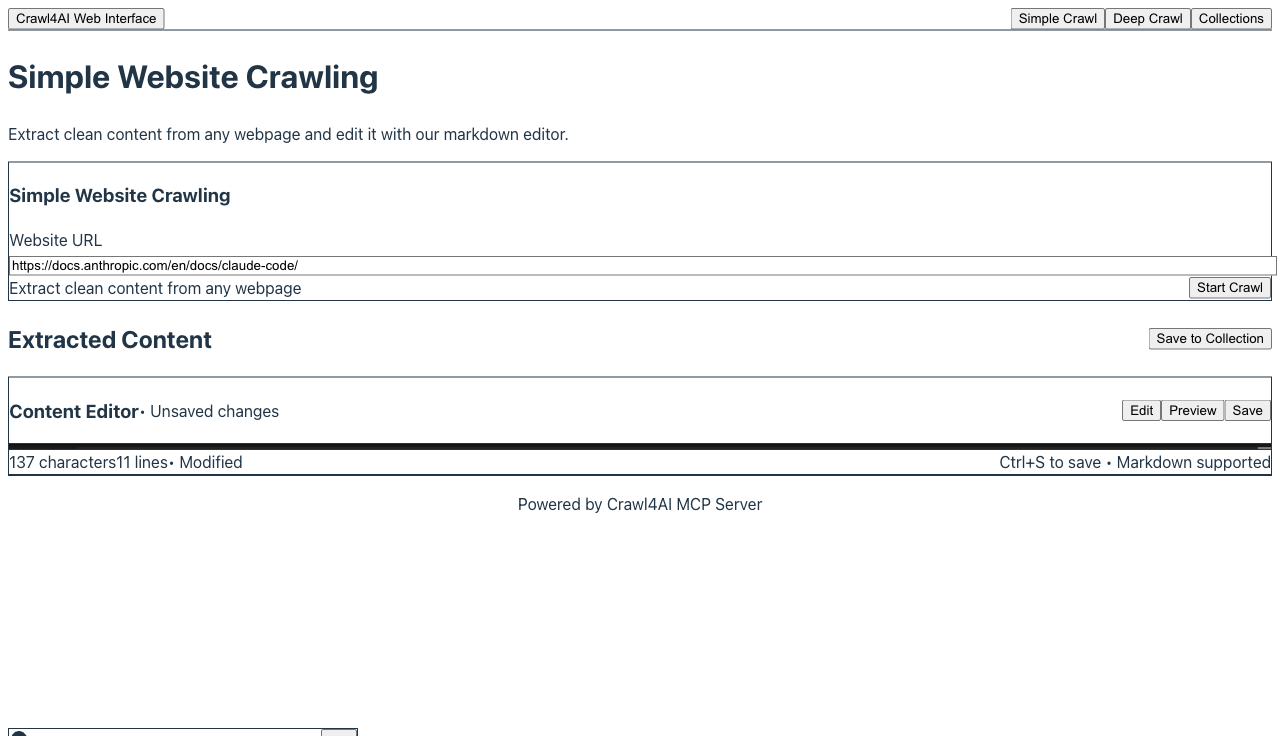 Crawl4AI Web Interface
Simple Crawl Deep Crawl Collections
Simple Website Crawling
Extract clean content from any webpage and edit it with our markdown editor.
Simple Website Crawling
Website URL
https://docs.anthropic.com/en/docs/claude-code/
Extract clean content from any webpage
Start Crawl
Extracted Content
Save to Collection
Content Editor• Unsaved changes
Edit Preview Save
137 characters11 lines• Modified
Ctrl+S to save • Markdown supported
Powered by Crawl4AI MCP Server